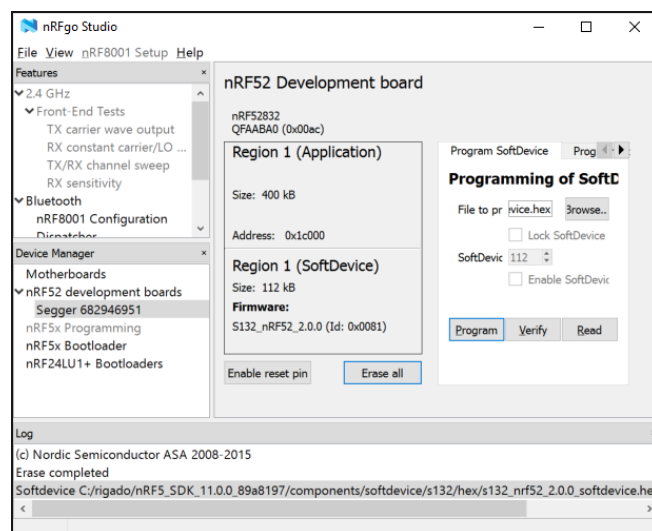 nRFgo Studio
File View nRF8001 Setup Help
Features
2.4 GHz
Front-End Tests
TX carrier wave output
RX constant carrier/LO ...
TX/RX channel sweep
RX sensitivity
Bluetooth
nRF8001 Configuration
Dispatcher
Device Manager
Motherboards
nRF52 development boards
Segger 682946951
nRF5x Programming
nRF5x Bootloader
nRF24LU1+ Bootloaders
nRF52 Development board
nRF52832
QFAABA0 (0x00ac)
Region 1 (Application)
Size: 400 kB
Address: 0x1c000
Region 1 (SoftDevice)
Size: 112 kB
Firmware:
S132_nRF52_2.0.0 (Id: 0x0081)
Enable reset pin Erase all
Program SoftDevice Prog
Programming of SoftD
File to pr vice.hex Browse..
Lock SoftDevice
SoftDevic 112
Enable SoftDevic
Program Verify Read
Log
(c) Nordic Semiconductor ASA 2008-2015
Erase completed
Softdevice C:/rigado/nRF5_SDK_11.0.0_89a8197/components/softdevice/s132/hex/s132_nrf52_2.0.0_softdevice.he